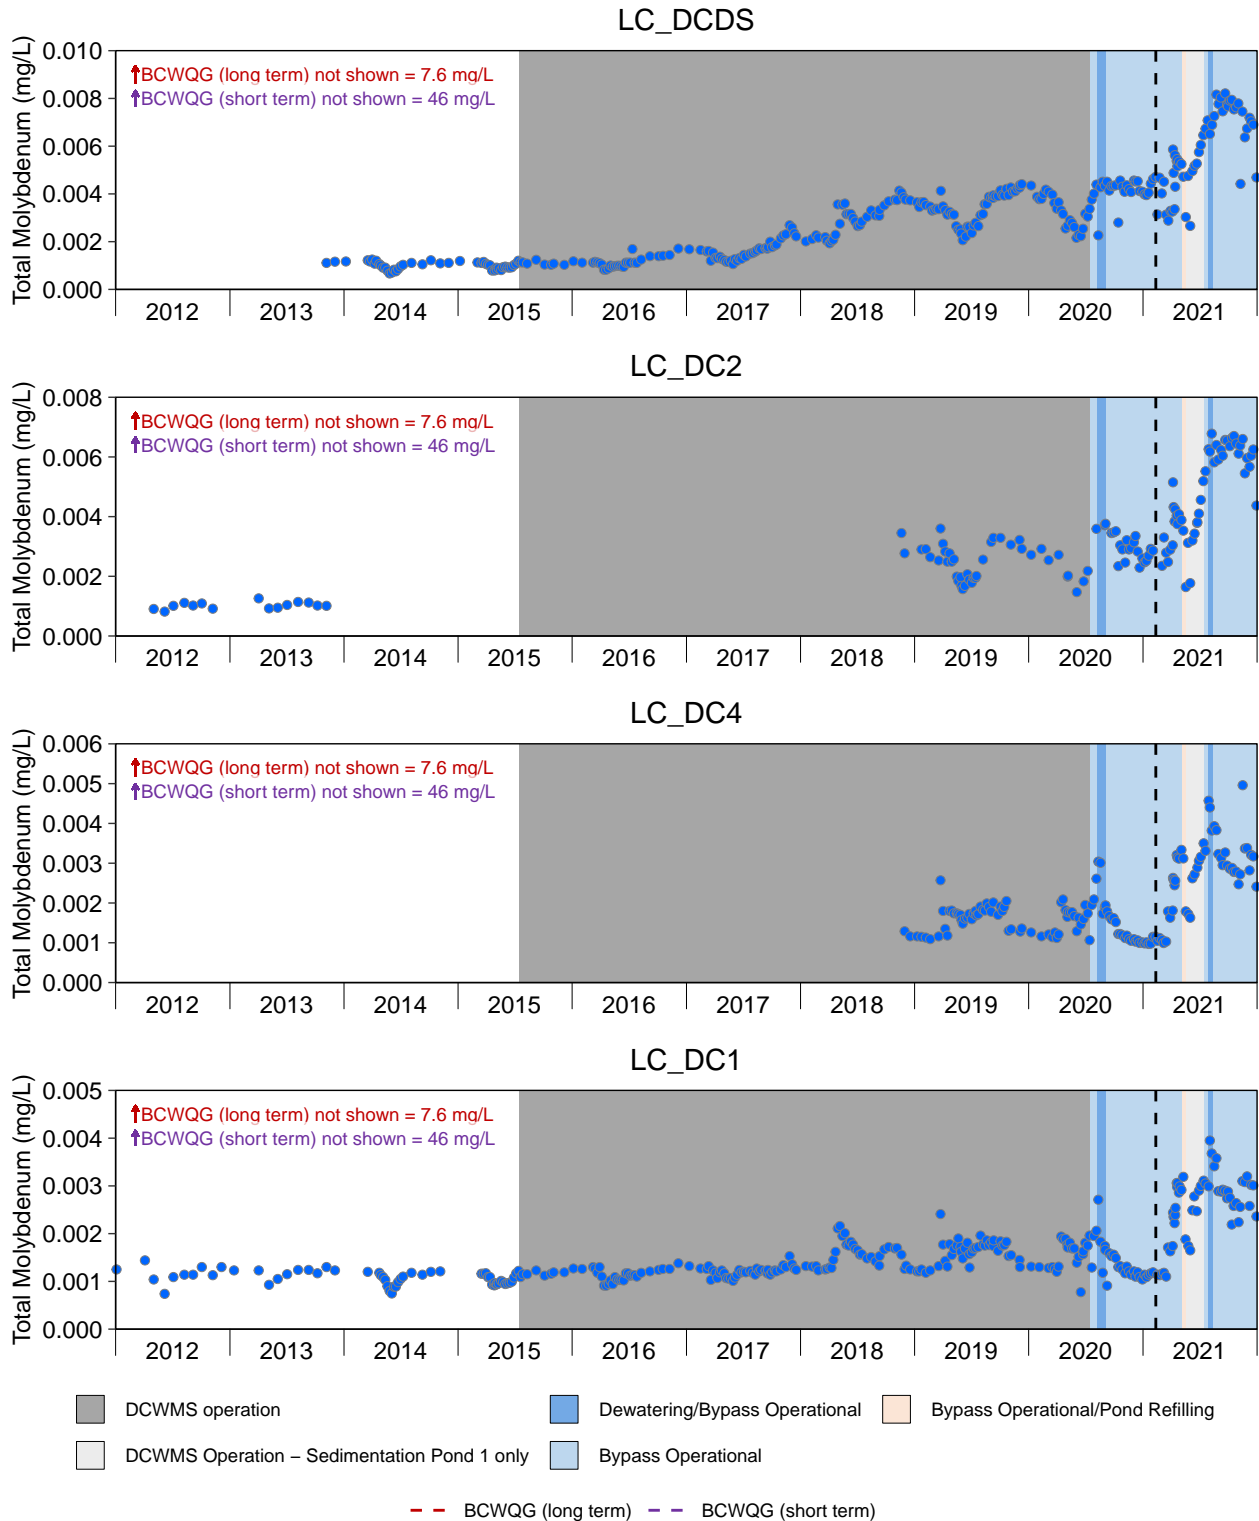 LC_DCDS
Total Molybdenum (mg/L)
0.010
0.008
0.006
0.004
0.002
0.000
BCWQG (long term) not shown = 7.6 mg/L
BCWQG (short term) not shown = 46 mg/L
2012 2013 2014 2015 2016 2017 2018 2019 2020 2021
LC_DC2
Total Molybdenum (mg/L)
0.008
0.006
0.004
0.002
0.000
BCWQG (long term) not shown = 7.6 mg/L
BCWQG (short term) not shown = 46 mg/L
2012 2013 2014 2015 2016 2017 2018 2019 2020 2021
LC_DC4
Total Molybdenum (mg/L)
0.006
0.005
0.004
0.003
0.002
0.001
0.000
BCWQG (long term) not shown = 7.6 mg/L
BCWQG (short term) not shown = 46 mg/L
2012 2013 2014 2015 2016 2017 2018 2019 2020 2021
LC_DC1
Total Molybdenum (mg/L)
0.005
0.004
0.003
0.002
0.001
0.000
BCWQG (long term) not shown = 7.6 mg/L
BCWQG (short term) not shown = 46 mg/L
2012 2013 2014 2015 2016 2017 2018 2019 2020 2021
DCWMS operation
Dewatering/Bypass Operational
Bypass Operational/Pond Refilling
DCWMS Operation – Sedimentation Pond 1 only
Bypass Operational
BCWQG (long term)
BCWQG (short term)